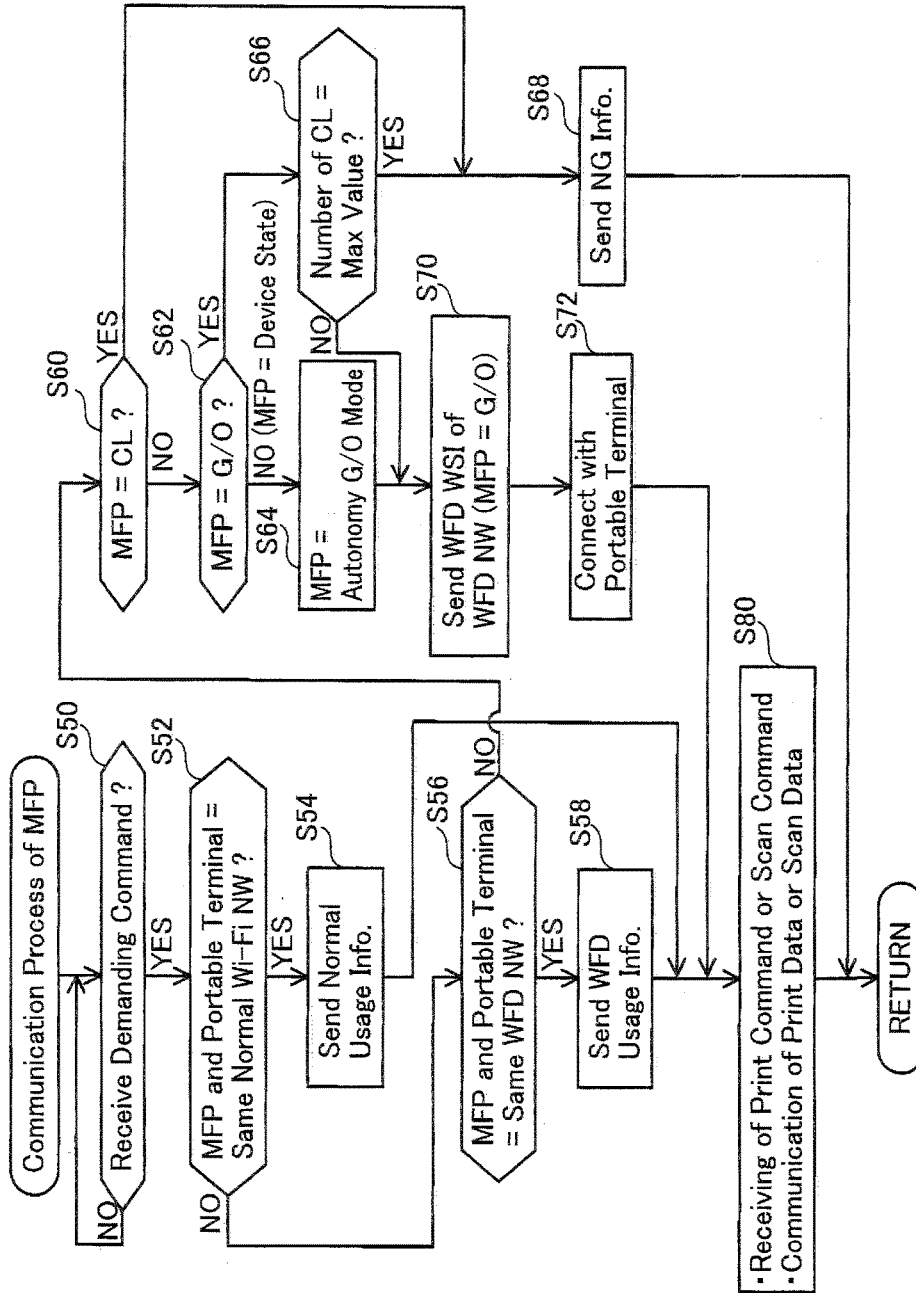 Communication Process of MFP
S50
Receive Demanding Command ?
NO
YES
S52
MFP and Portable Terminal =
Same Normal Wi-Fi NW ?
NO
YES
S54
Send Normal
Usage Info.
S56
MFP and Portable Terminal
= Same WFD NW ?
NO
YES
S58
Send WFD
Usage Info.
S60
MFP = CL ?
YES
NO
S62
MFP = G/O ?
YES
NO (MFP = Device State)
S64
MFP =
Autonomy G/O Mode
S66
Number of CL =
Max Value ?
NO
YES
S68
Send NG Info.
S70
Send WFD WSI of
WFD NW (MFP = G/O)
S72
Connect with
Portable Terminal
S80
・Receiving of Print Command or Scan Command
・Communication of Print Data or Scan Data
RETURN